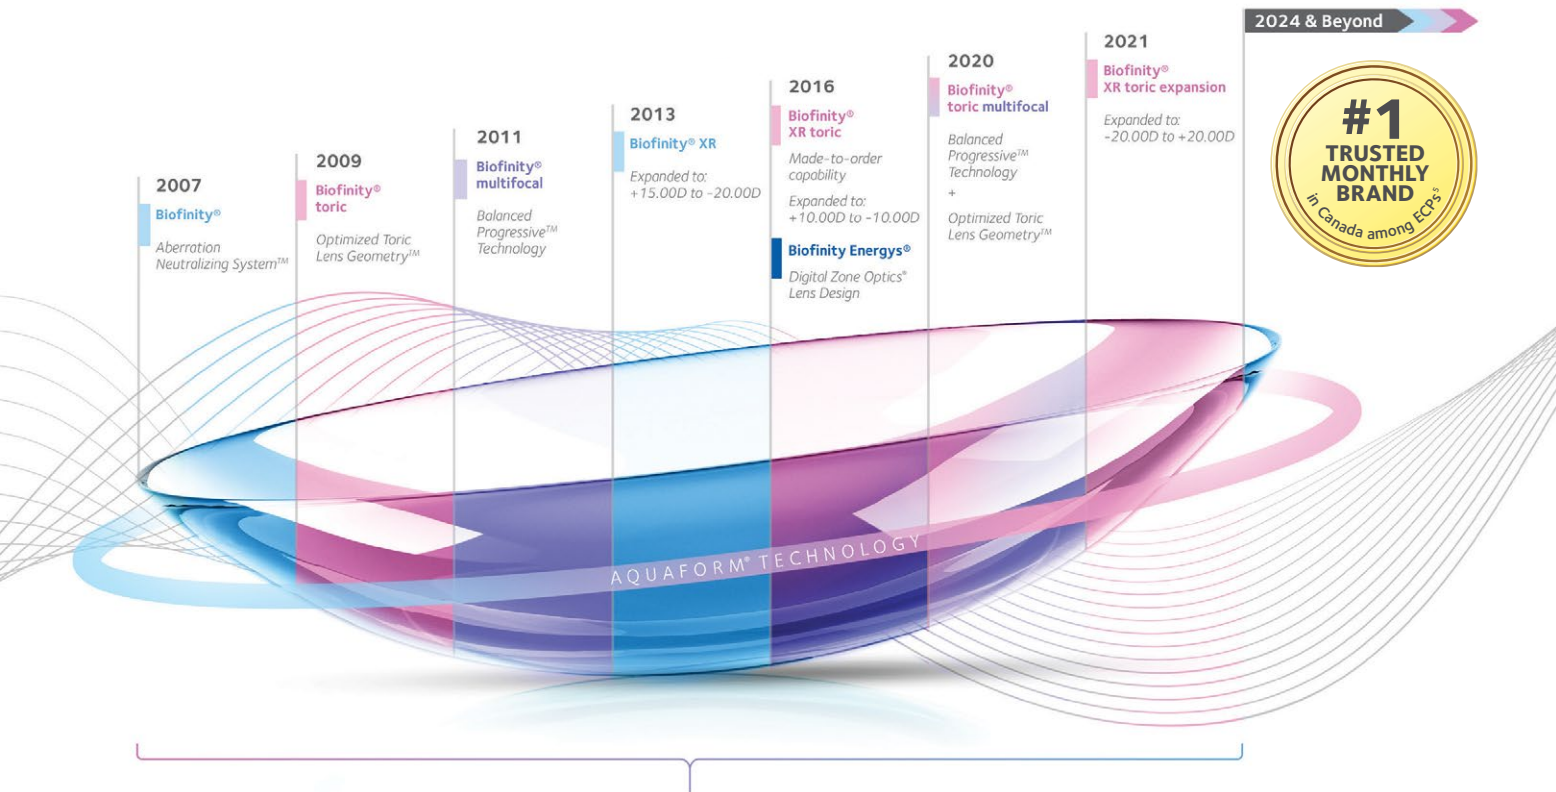 2007
Biofinity®
Aberration
Neutralizing System™
2009
Biofinity®
toric
Optimized Toric
Lens Geometry™
2011
Biofinity®
multifocal
Balanced
Progressive™
Technology
2013
Biofinity® XR
Expanded to:
+15.00D to -20.00D
2016
Biofinity®
XR toric
Made-to-order
capability
Expanded to:
+10.00D to -10.00D
Biofinity Energys®
Digital Zone Optics®
Lens Design
2020
Biofinity®
toric multifocal
Balanced
Progressive™
Technology
+
Optimized Toric
Lens Geometry™
2021
Biofinity®
XR toric expansion
Expanded to:
-20.00D to +20.00D
2024 & Beyond
#1
TRUSTED
MONTHLY
BRAND
in Canada among ECPs⁵
AQUAFORM® TECHNOLOGY